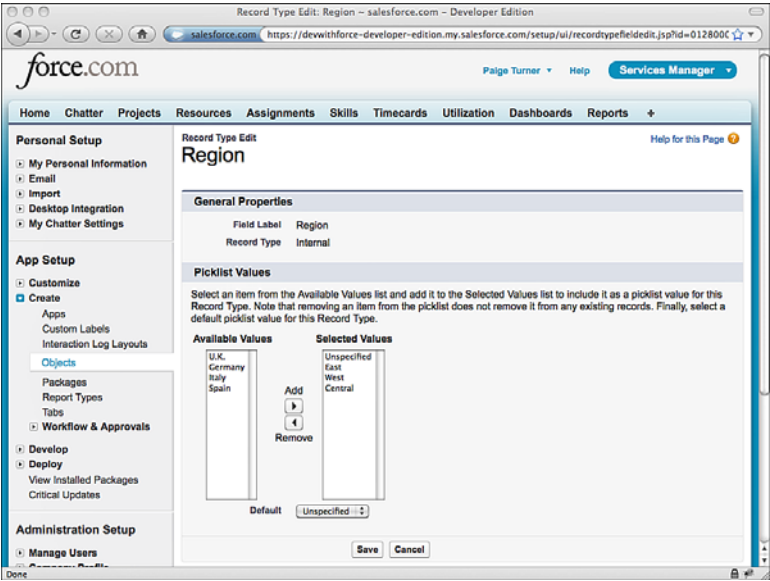 Record Type Edit: Region ~ salesforce.com – Developer Edition
salesforce.com https://devwithforce-developer-edition.my.salesforce.com/setup/ui/recordtypefieldedit.jsp?id=012800C
force.com
Paige Turner Help Services Manager
Home Chatter Projects Resources Assignments Skills Timecards Utilization Dashboards Reports +
Personal Setup
My Personal Information
Email
Import
Desktop Integration
My Chatter Settings
App Setup
Customize
Create
Apps
Custom Labels
Interaction Log Layouts
Objects
Packages
Report Types
Tabs
Workflow & Approvals
Develop
Deploy
View Installed Packages
Critical Updates
Administration Setup
Manage Users
Company Profile
Record Type Edit
Region
Help for this Page
General Properties
Field Label Region
Record Type Internal
Picklist Values
Select an item from the Available Values list and add it to the Selected Values list to include it as a picklist value for this
Record Type. Note that removing an item from the picklist does not remove it from any existing records. Finally, select a
default picklist value for this Record Type.
Available Values
U.K.
Germany
Italy
Spain
Add
Remove
Selected Values
Unspecified
East
West
Central
Default Unspecified
Save Cancel
Done